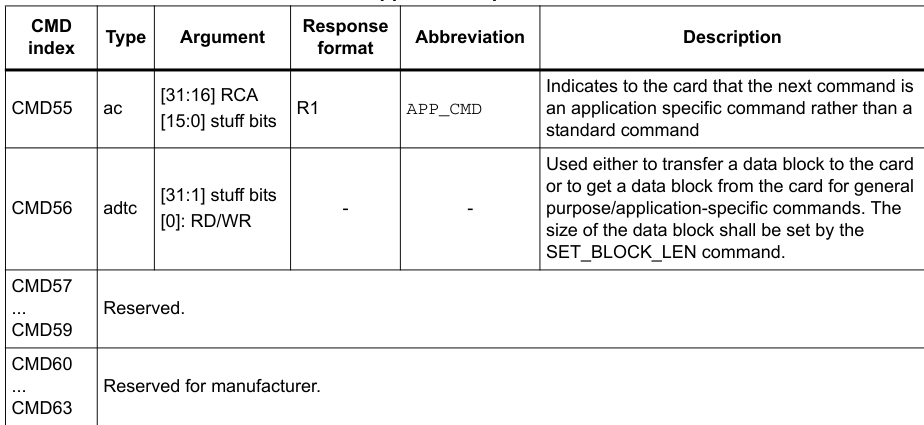 CMD index Type Argument Response format Abbreviation Description
CMD55 ac [31:16] RCA [15:0] stuff bits R1 APP_CMD Indicates to the card that the next command is
an application specific command rather than a
standard command
CMD56 adtc [31:1] stuff bits [0]: RD/WR - - Used either to transfer a data block to the card
or to get a data block from the card for general
purpose/application-specific commands. The
size of the data block shall be set by the
SET_BLOCK_LEN command.
CMD57
...
CMD59
Reserved.
CMD60
...
CMD63
Reserved for manufacturer.